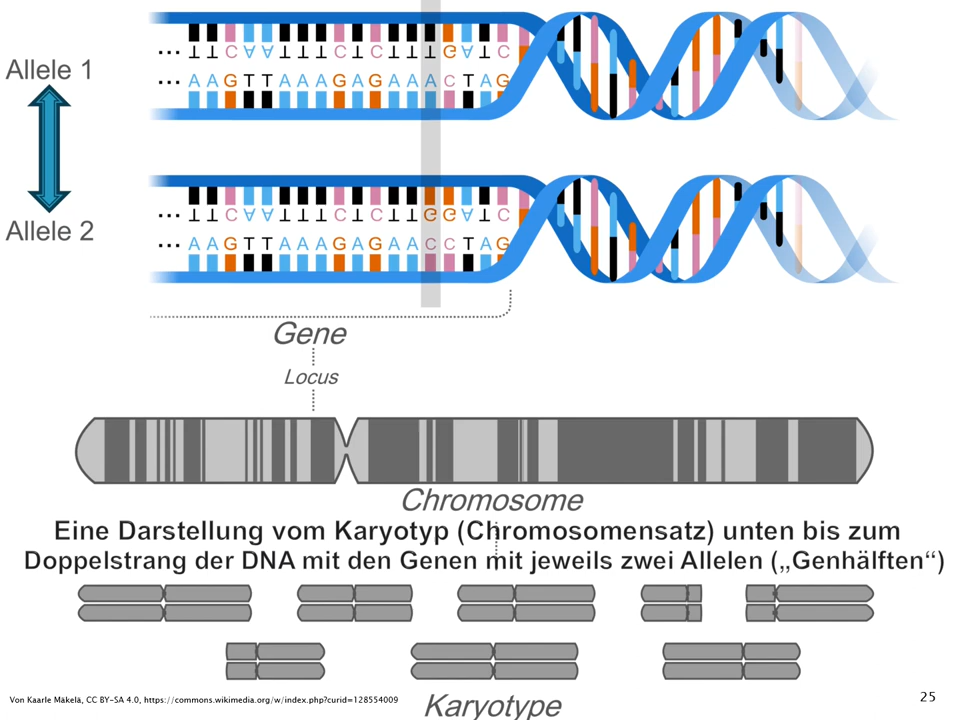 ... T T C A A T T T C T C T T T G A T C
Allele 1
... A A G T T A A A G A G A A A C T A G
... T T C A A T T T C T C T T G G A T C
Allele 2
... A A G T T A A A G A G A A C C T A G
Gene
Locus
Chromosome
Eine Darstellung vom Karyotyp (Chromosomensatz) unten bis zum
Doppelstrang der DNA mit den Genen mit jeweils zwei Allelen („Genhälften“)
Von Kaarle Mäkelä, CC BY-SA 4.0, https://commons.wikimedia.org/w/index.php?curid=128554009
Karyotype
25